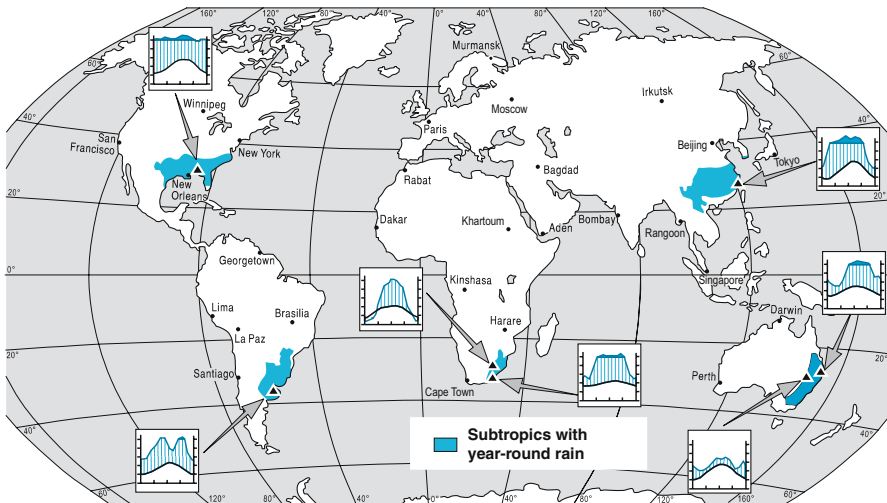 160°
120°
80°
40°
0°
40°
80°
120°
160°
60°
60°
Murmansk
Winnipeg
Moscow
Irkutsk
40°
San
Francisco
New York
Paris
Beijing
Tokyo
40°
New
Orleans
Rabat
Bagdad
20°
Dakar
Khartoum
Aden
Bombay
Rangoon
20°
Georgetown
Singapore
0°
0°
Kinshasa
Lima
Brasilia
Harare
Darwin
La Paz
20°
20°
Santiago
Cape Town
Perth
40°
40°
Subtropics with
year-round rain
60°
120°
80°
40°
0°
40°
80°
120°
160°
60°